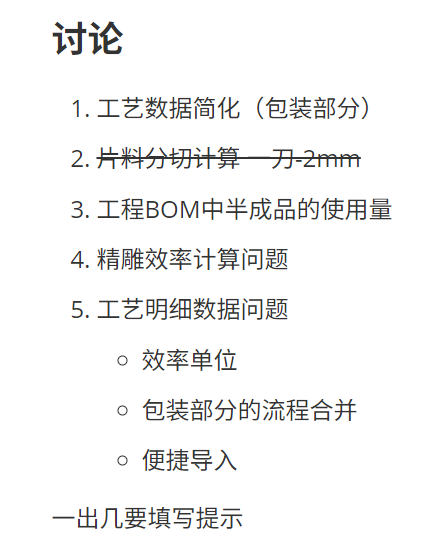 讨论
1. 工艺数据简化（包装部分）
2. 片料分切计算 一刀-2mm
3. 工程BOM中半成品的使用量
4. 精雕效率计算问题
5. 工艺明细数据问题
效率单位
包装部分的流程合并
便捷导入
一出几要填写提示